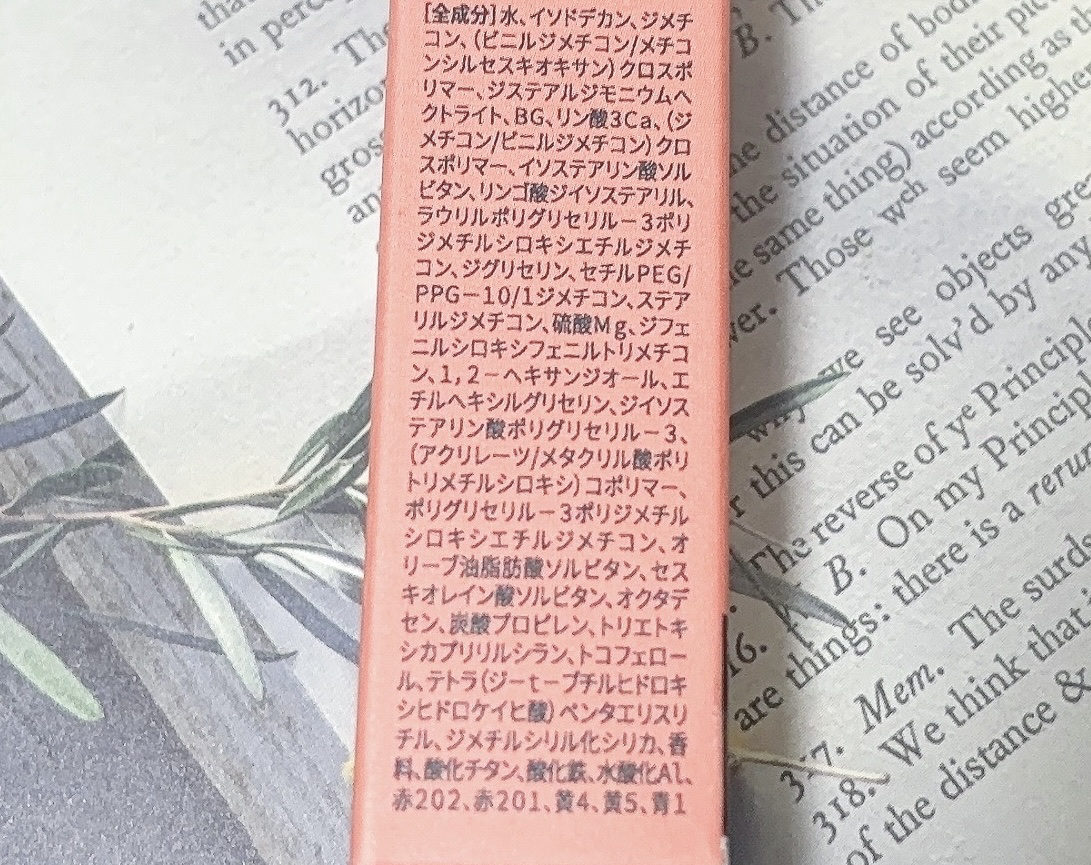 [全成分]水、イソドデカン、ジメチ
コン、(ビニルジメチコン/メチコ
ンシルセスキオキサン)クロスポ
リマー、ジステアルジモニウムヘ
クトライト、BG、リン酸3Ca、(ジ
メチコン/ビニルジメチコン)クロ
スポリマー、イソステアリン酸ソル
ビタン、リンゴ酸ジイソステアリル、
ラウリルポリグリセリル－3ポリ
ジメチルシロキシエチルジメチ
コン、ジグリセリン、セチルPEG/
PPG－10/1ジメチコン、ステア
リルジメチコン、硫酸Mg、ジフェ
ニルシロキシフェニルトリメチコ
ン、1,2－ヘキサンジオール、エ
チルヘキシルグリセリン、ジイソス
テアリン酸ポリグリセリル－3、
(アクリレーツ/メタクリル酸ポリ
トリメチルシロキシ)コポリマー、
ポリグリセリル－3ポリジメチル
シロキシエチルジメチコン、オ
リーブ油脂肪酸ソルビタン、セス
キオレイン酸ソルビタン、オクタデ
セン、炭酸プロピレン、トリエトキ
シカプリリルシラン、トコフェロー
ル、テトラ(ジーtーブチルヒドロキ
シヒドロケイヒ酸)ペンタエリスリ
チル、ジメチルシリル化シリカ、香
料、酸化チタン、酸化鉄、水酸化Al、
赤202、赤201、黄4、黄5、青1
in perc
312. The
horizon
gros
an
B. Th
distance of bodi
the situation of their pict
the same thing) according as th
wer. Those wch seem highe
we see objects gre
why
this can be solv'd by any
The reverse of ye Principl
B. On my Princip
are things: there is a rerum
16.
Mem. The surde
317.
318. We think than
of the distance &